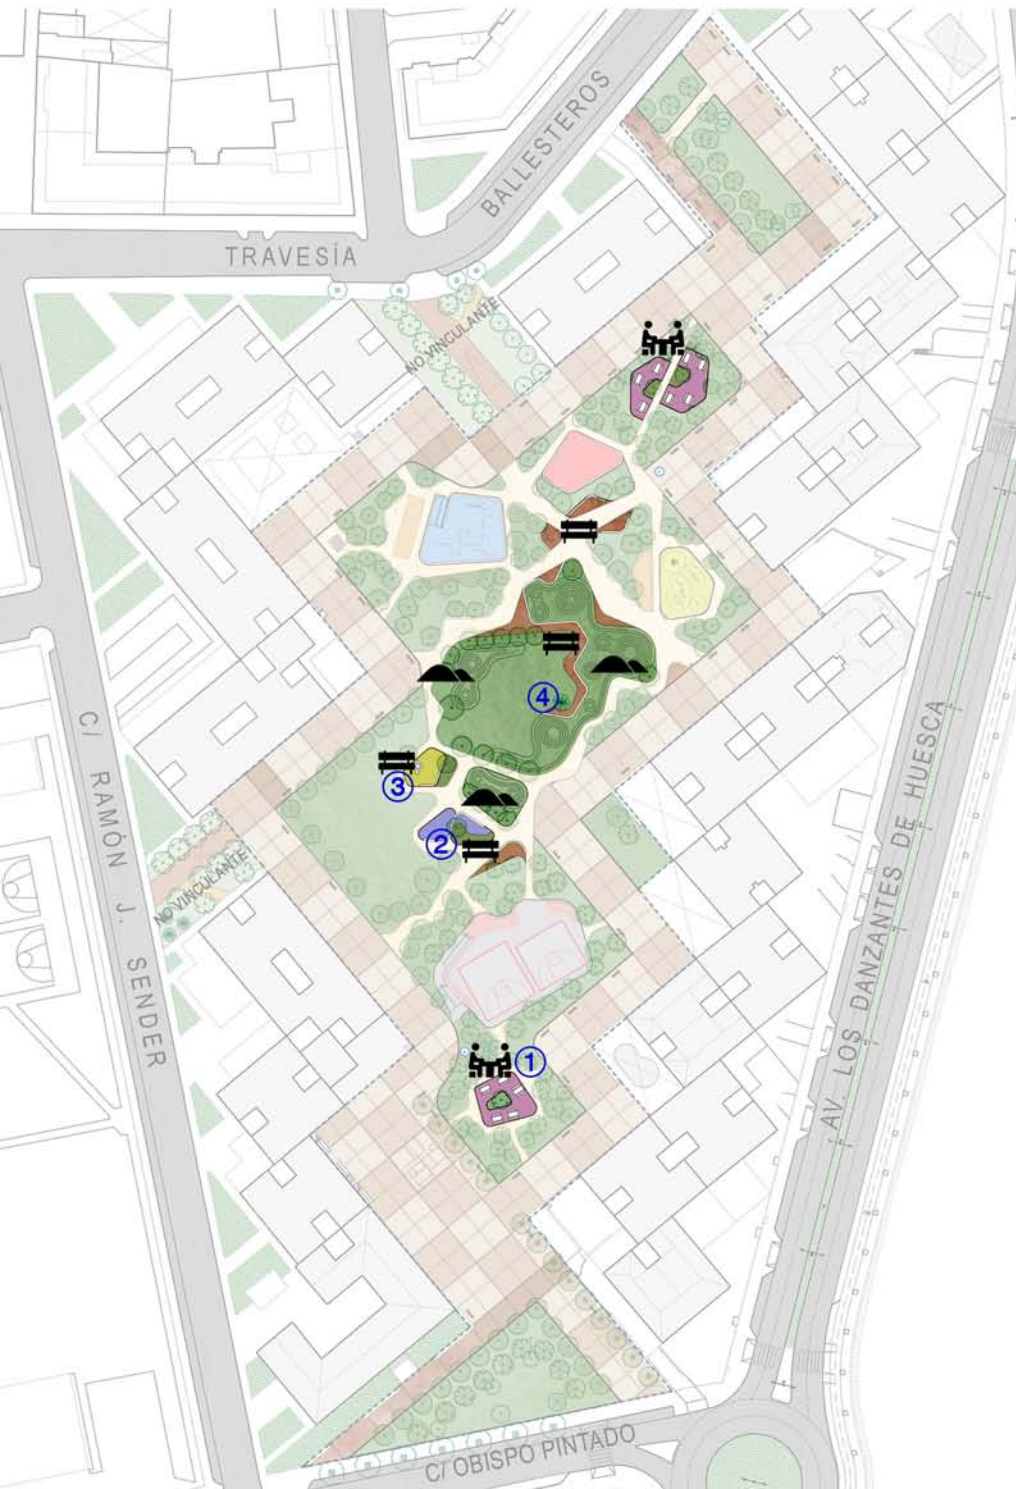 BALLESTEROS
TRAVESÍA
NO VINCULANTE
4
3
2
C/ RAMÓN J. SENDER
NO VINCULANTE
AV. LOS DANZANTES DE HUESCA
1
C/ OBISPO PINTADO